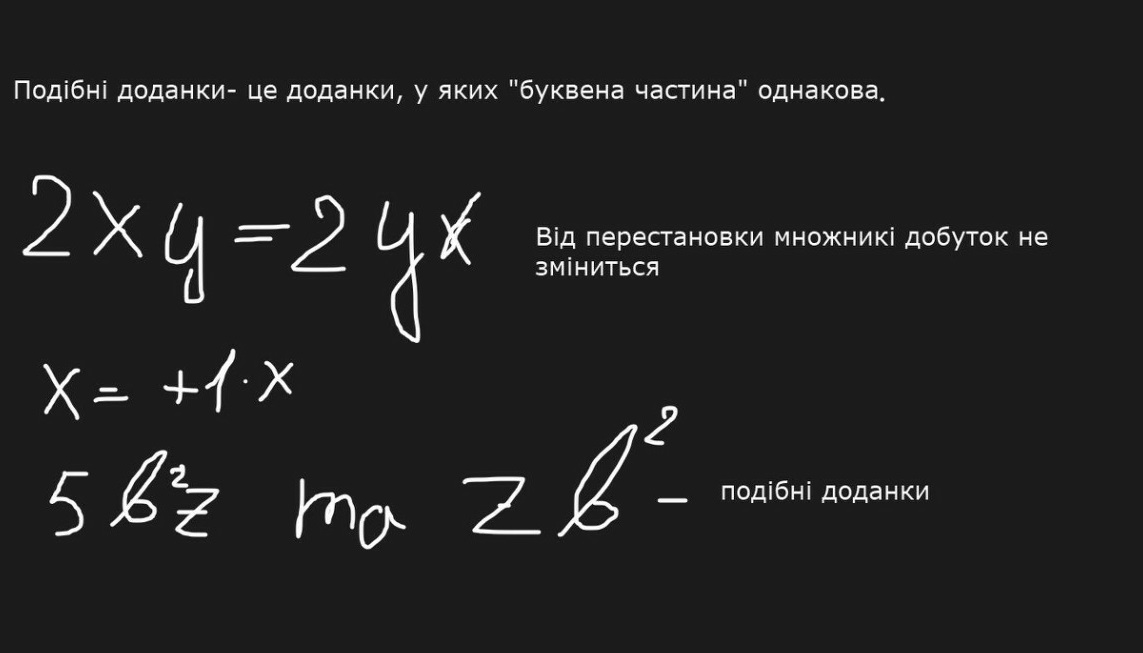 Подібні доданки- це доданки, у яких "буквена частина" однакова.
2xy=2yx
Від перестановки множникі добуток не
зміниться
x= +1·x
5b²z та zb² - подібні доданки